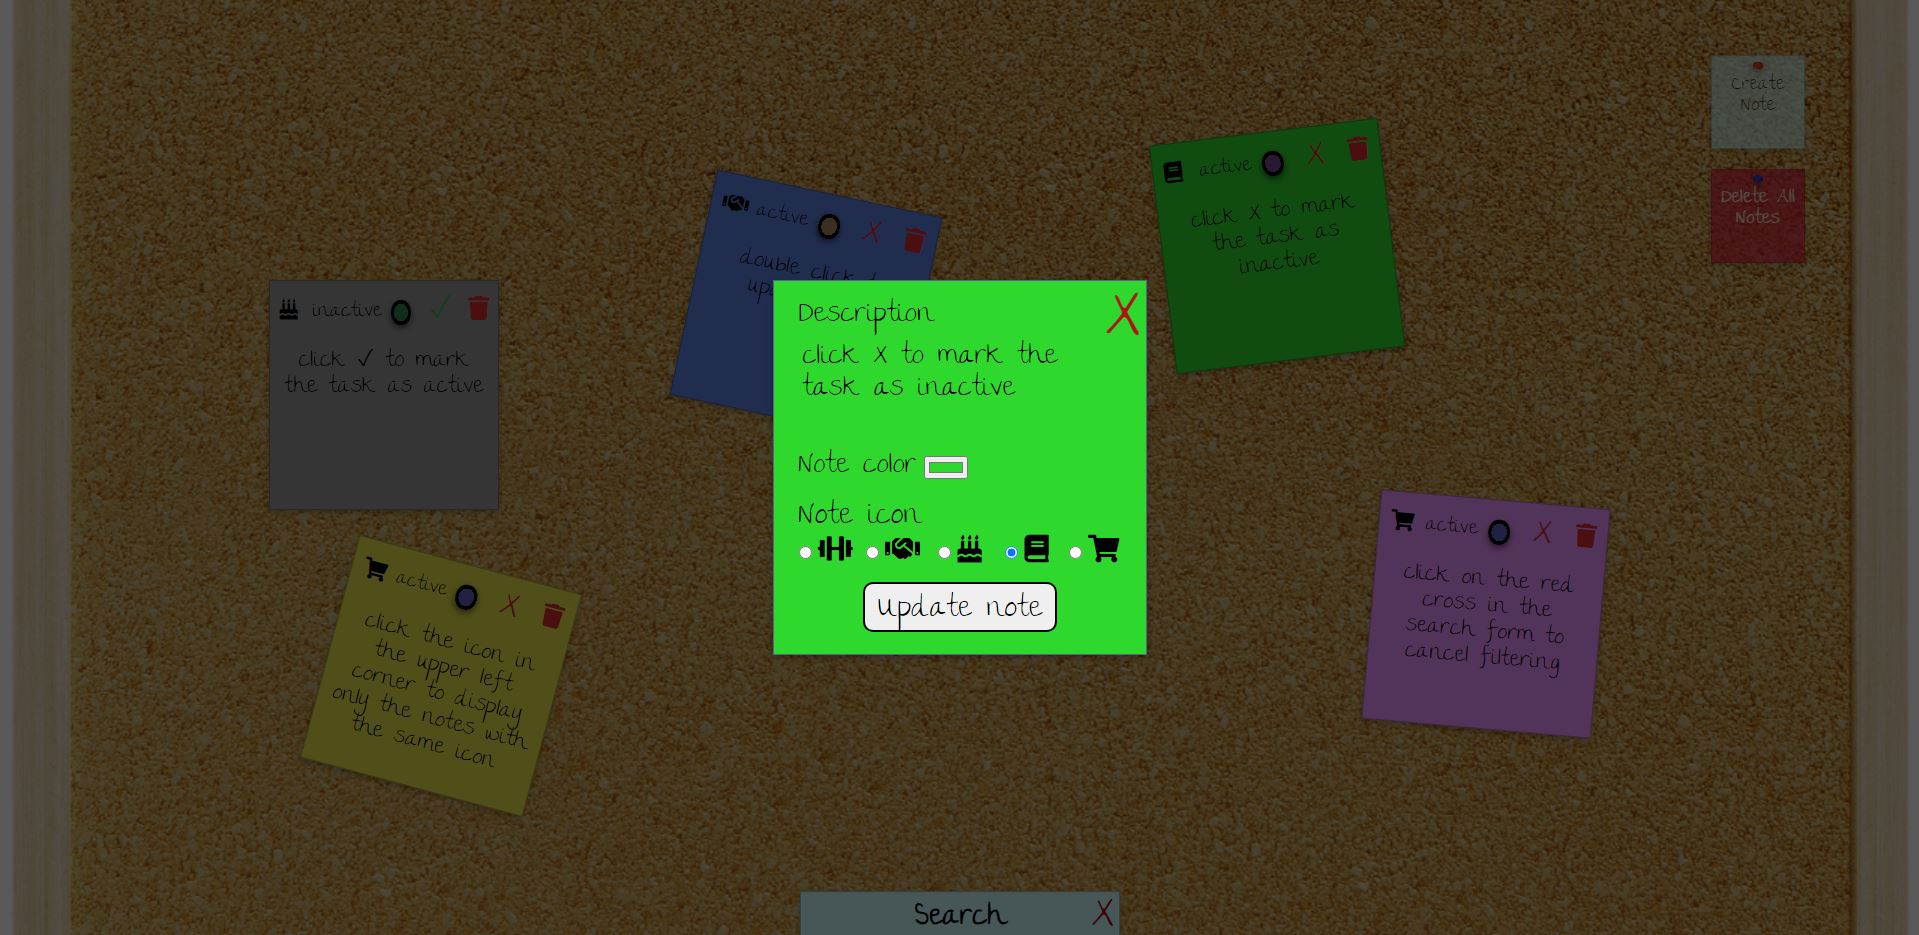 Create
Note
Delete All
Notes
active
click X to mark
the task as
inactive
active
double click
inactive
click ✓ to mark
the task as active
Description
X
click X to mark the
task as inactive
Note color
Note icon
Update note
active
click the icon in
the upper left
corner to display
only the notes with
the same icon
active
click on the red
cross in the
search form to
cancel filtering
Search
X